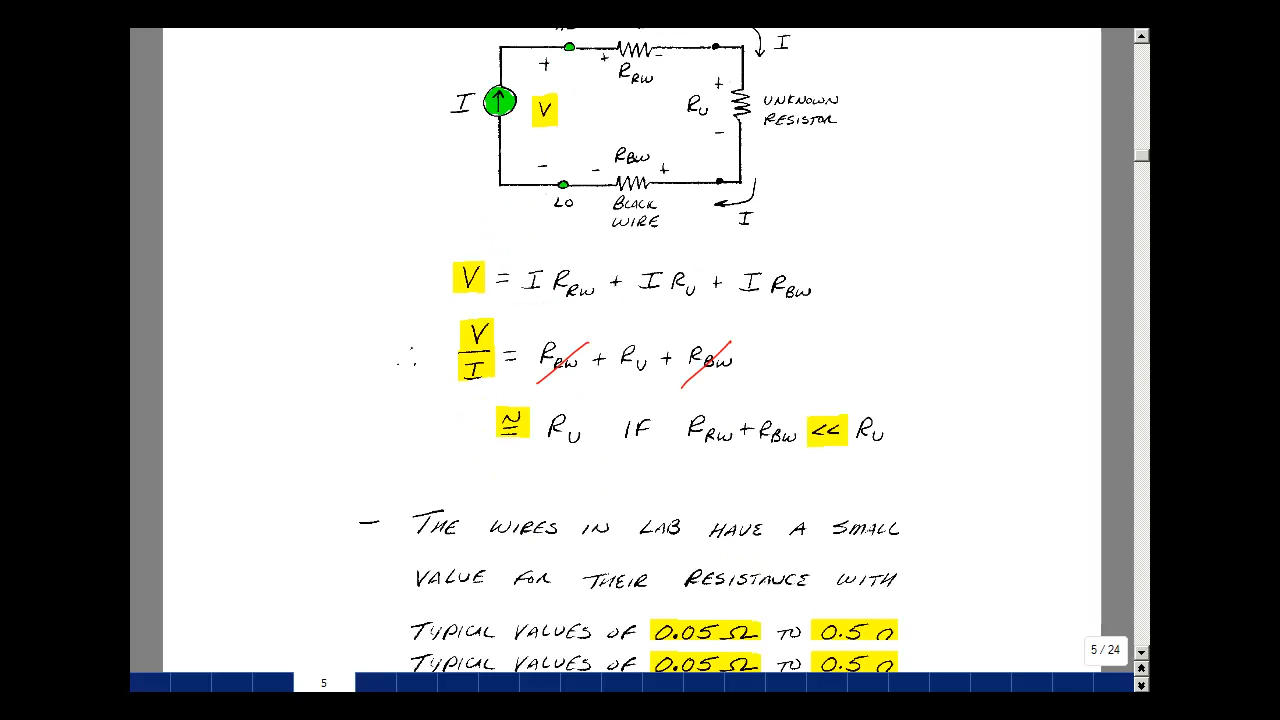 I
+ + R_RW -
+
I V R_U UNKNOWN
RESISTOR
-
- - R_BW +
LO BLACK
WIRE I
V = I R_RW + I R_U + I R_BW
∴ V/I = R_RW + R_U + R_BW
≅ R_U IF R_RW + R_BW << R_U
— THE WIRES IN LAB HAVE A SMALL
VALUE FOR THEIR RESISTANCE WITH
TYPICAL VALUES OF 0.05 Ω TO 0.5 Ω
TYPICAL VALUES OF 0.05 Ω TO 0.5 Ω
5 / 24
5